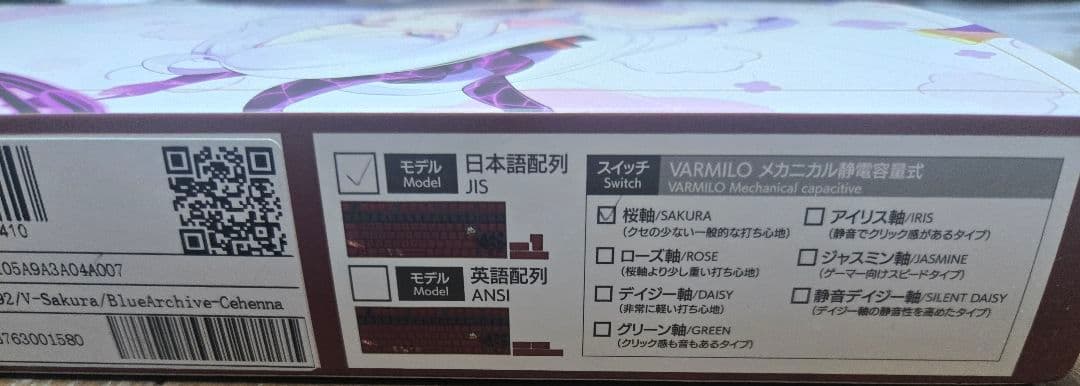 410
05A9A3A04A007
92/V-Sakura/BlueArchive-Cehenna
763001580
モデル
Model
日本語配列
JIS
モデル
Model
英語配列
ANSI
スイッチ
Switch
VARMILO メカニカル静電容量式
VARMILO Mechanical capacitive
桜軸/SAKURA
(クセの少ない一般的な打ち心地)
ローズ軸/ROSE
(桜軸より少し重い打ち心地)
デイジー軸/DAISY
(非常に軽い打ち心地)
グリーン軸/GREEN
(クリック感も音もあるタイプ)
アイリス軸/IRIS
(静音でクリック感があるタイプ)
ジャスミン軸/JASMINE
(ゲーマー向けスピードタイプ)
静音デイジー軸/SILENT DAISY
(デイジー軸の静音性を高めたタイプ)